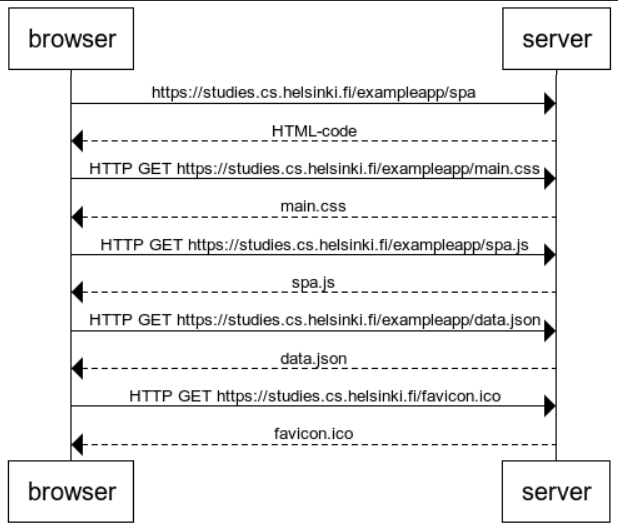 browser
server
https://studies.cs.helsinki.fi/exampleapp/spa
HTML-code
HTTP GET https://studies.cs.helsinki.fi/exampleapp/main.css
main.css
HTTP GET https://studies.cs.helsinki.fi/exampleapp/spa.js
spa.js
HTTP GET https://studies.cs.helsinki.fi/exampleapp/data.json
data.json
HTTP GET https://studies.cs.helsinki.fi/favicon.ico
favicon.ico
browser
server